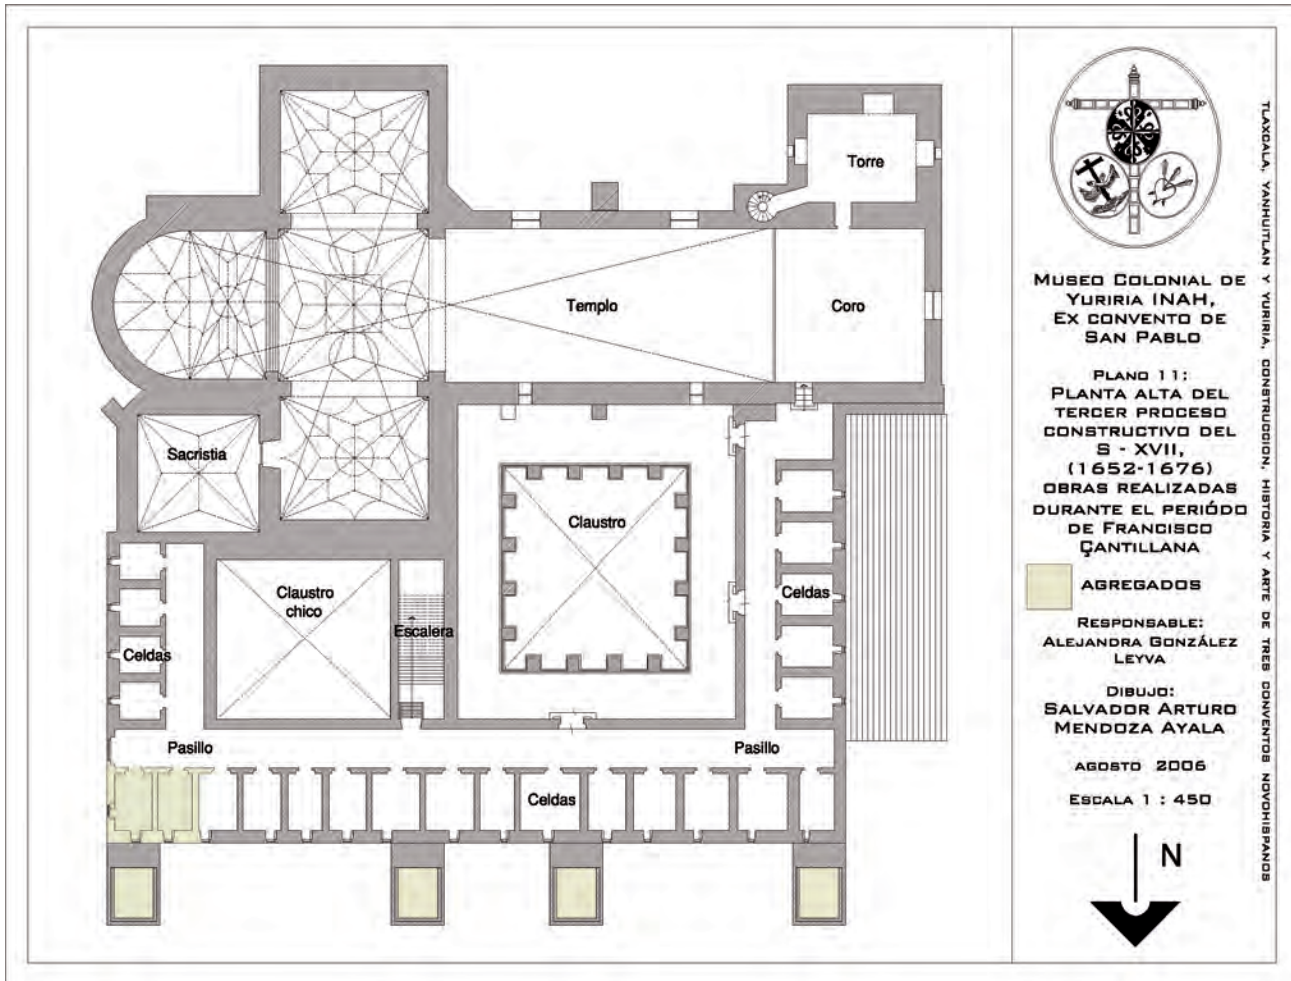 Torre
Templo
Coro
Sacristia
Claustro
Claustro
chico
Escalera
Celdas
Celdas
Pasillo
Pasillo
Celdas
MUSEO COLONIAL DE
YURIRIA INAH,
EX CONVENTO DE
SAN PABLO
PLANO 11:
PLANTA ALTA DEL
TERCER PROCESO
CONSTRUCTIVO DEL
S - XVII,
(1652-1676)
OBRAS REALIZADAS
DURANTE EL PERIÓDO
DE FRANCISCO
ÇANTILLANA
AGREGADOS
RESPONSABLE:
ALEJANDRA GONZÁLEZ
LEYVA
DIBUJO:
SALVADOR ARTURO
MENDOZA AYALA
AGOSTO 2006
ESCALA 1 : 450
N
TLAXCALA, YANHUITLAN Y YURIRIA, CONSTRUCCION, HISTORIA Y ARTE DE TRES CONVENTOS NOVOHISPANOS